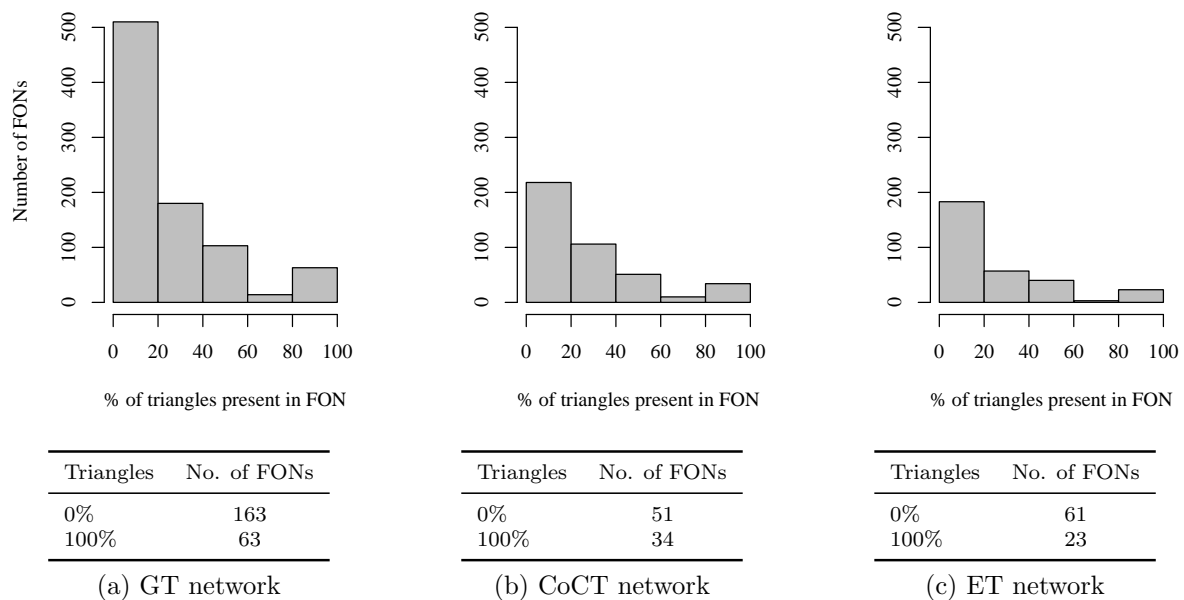 Number of FONs
500
400
300
200
100
0
0 20 40 60 80 100
% of triangles present in FON
Triangles No. of FONs
0% 163
100% 63
(a) GT network
500
400
300
200
100
0
0 20 40 60 80 100
% of triangles present in FON
Triangles No. of FONs
0% 51
100% 34
(b) CoCT network
500
400
300
200
100
0
0 20 40 60 80 100
% of triangles present in FON
Triangles No. of FONs
0% 61
100% 23
(c) ET network